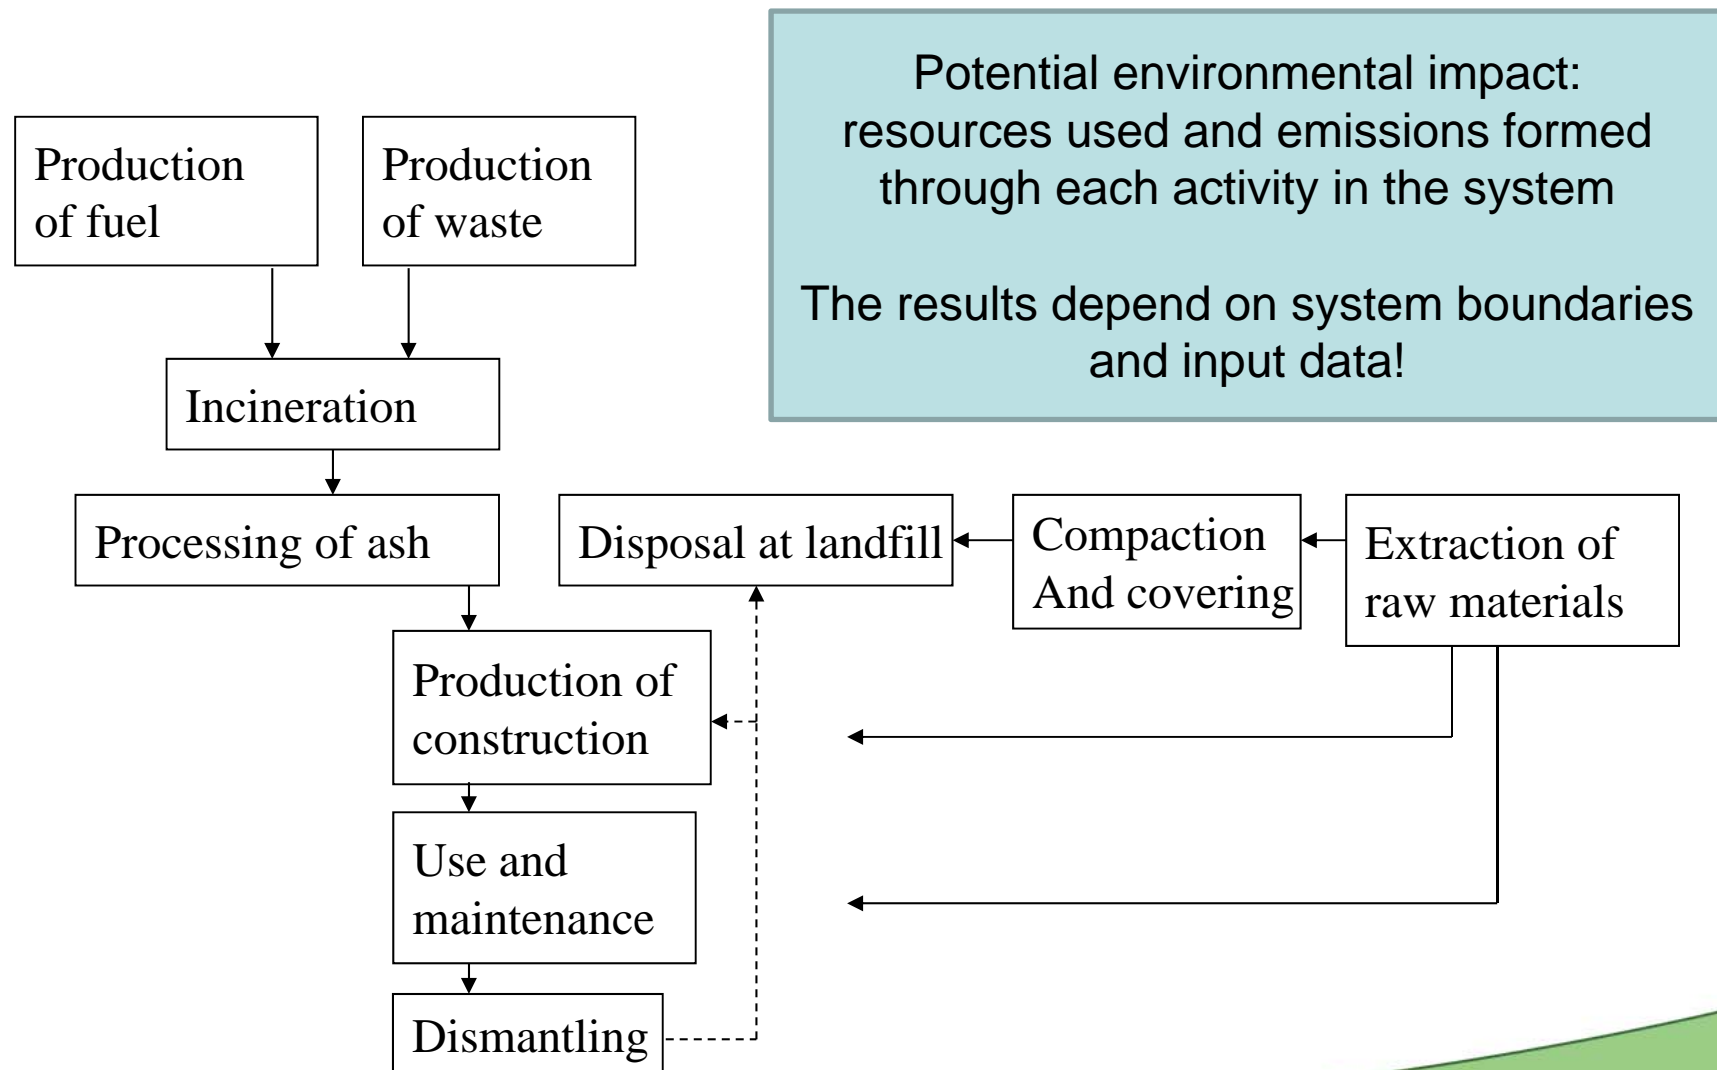 Potential environmental impact:
resources used and emissions formed
through each activity in the system
The results depend on system boundaries
and input data!
Production
of fuel
Production
of waste
Incineration
Processing of ash
Disposal at landfill
Compaction
And covering
Extraction of
raw materials
Production of
construction
Use and
maintenance
Dismantling